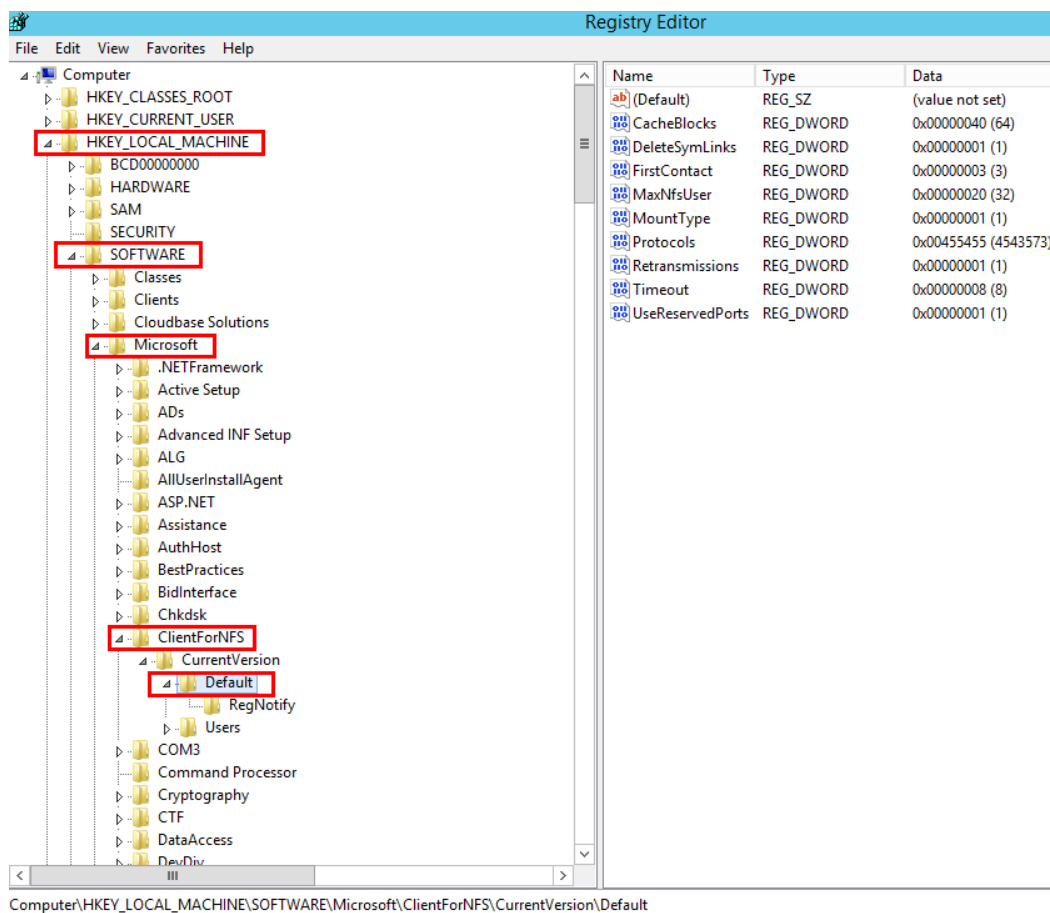 Registry Editor
File Edit View Favorites Help
Computer
HKEY_CLASSES_ROOT
HKEY_CURRENT_USER
HKEY_LOCAL_MACHINE
BCD00000000
HARDWARE
SAM
SECURITY
SOFTWARE
Classes
Clients
Cloudbase Solutions
Microsoft
.NETFramework
Active Setup
ADs
Advanced INF Setup
ALG
AllUserInstallAgent
ASP.NET
Assistance
AuthHost
BestPractices
BidInterface
Chkdsk
ClientForNFS
CurrentVersion
Default
RegNotify
Users
COM3
Command Processor
Cryptography
CTF
DataAccess
DevDiv
Name Type Data
(Default) REG_SZ (value not set)
CacheBlocks REG_DWORD 0x00000040 (64)
DeleteSymLinks REG_DWORD 0x00000001 (1)
FirstContact REG_DWORD 0x00000003 (3)
MaxNfsUser REG_DWORD 0x00000020 (32)
MountType REG_DWORD 0x00000001 (1)
Protocols REG_DWORD 0x00455455 (4543573)
Retransmissions REG_DWORD 0x00000001 (1)
Timeout REG_DWORD 0x00000008 (8)
UseReservedPorts REG_DWORD 0x00000001 (1)
Computer\HKEY_LOCAL_MACHINE\SOFTWARE\Microsoft\ClientForNFS\CurrentVersion\Default